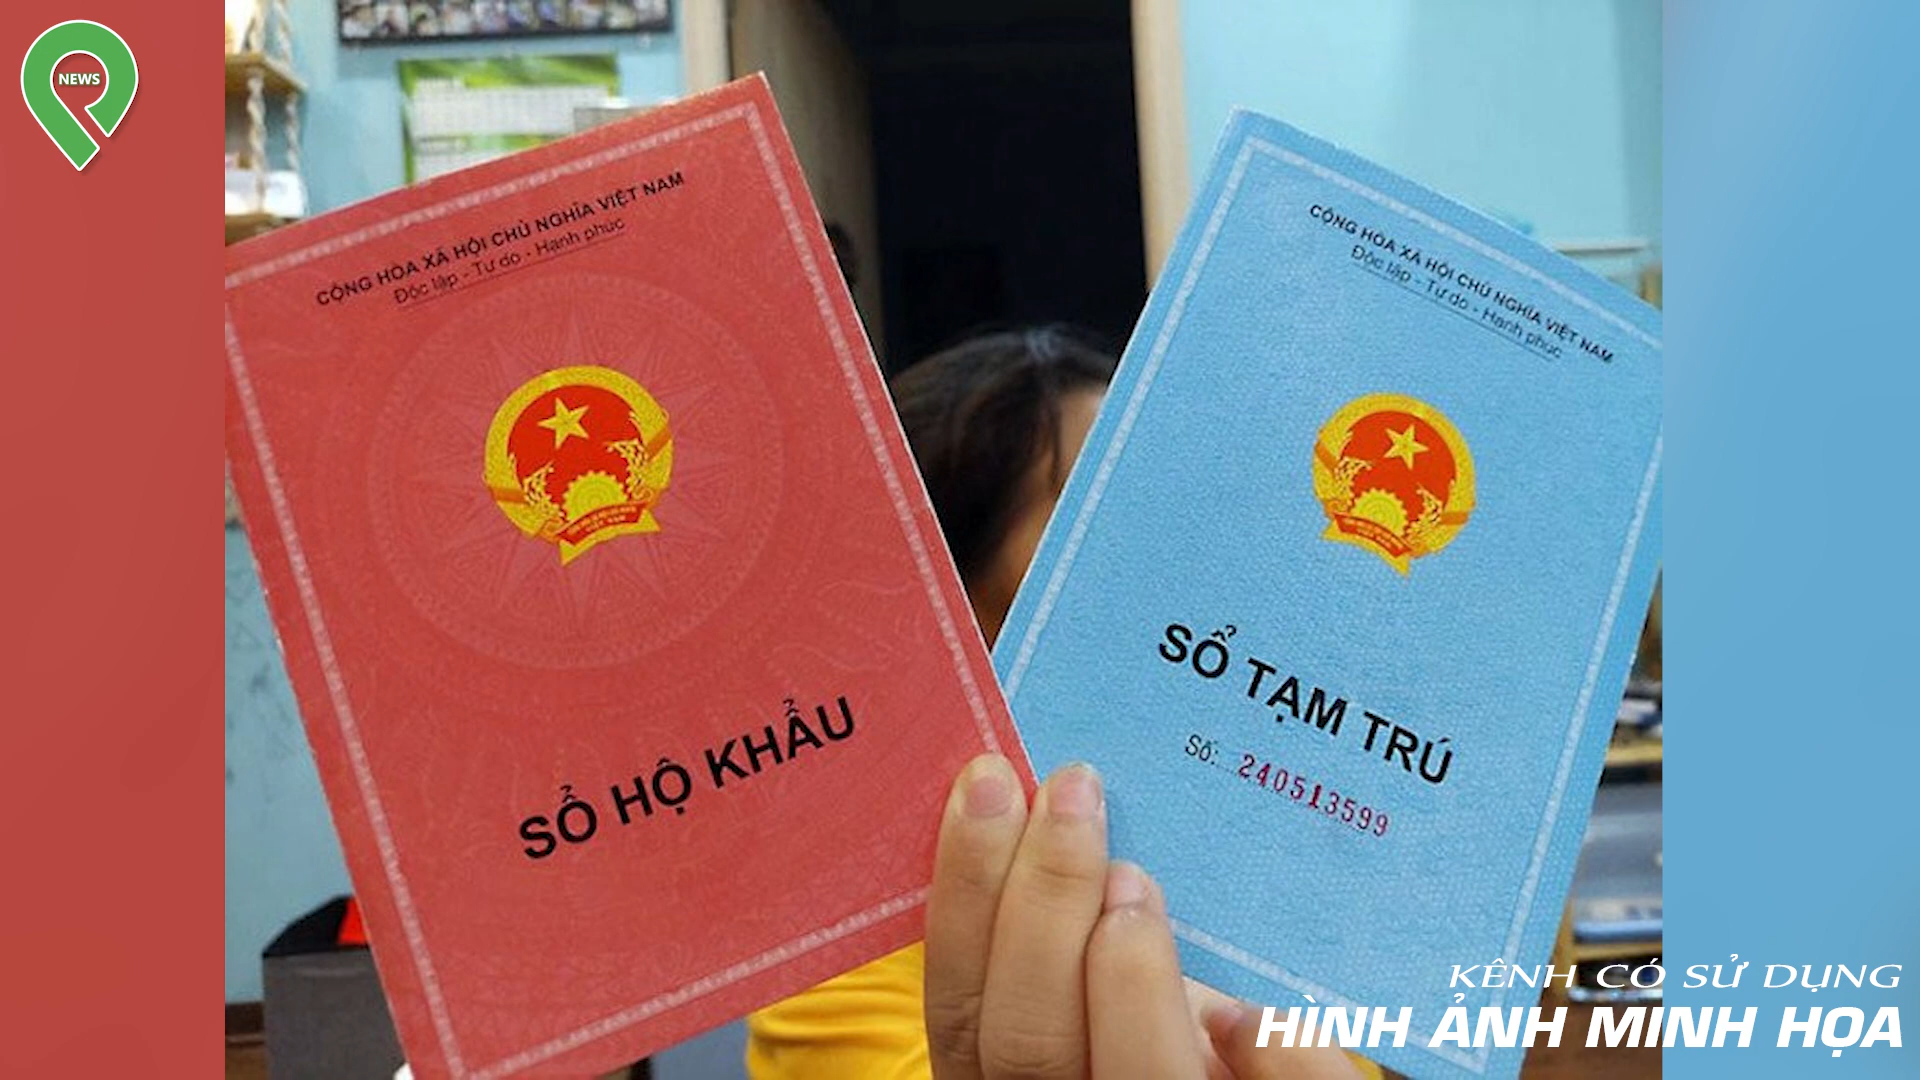 NEWS
CỘNG HÒA XÃ HỘI CHỦ NGHĨA VIỆT NAM
Độc lập - Tự do - Hạnh phúc
SỔ HỘ KHẨU
CỘNG HÒA XÃ HỘI CHỦ NGHĨA VIỆT NAM
Độc lập - Tự do - Hạnh phúc
SỔ TẠM TRÚ
Số: 240513599
KÊNH CÓ SỬ DỤNG
HÌNH ẢNH MINH HỌA